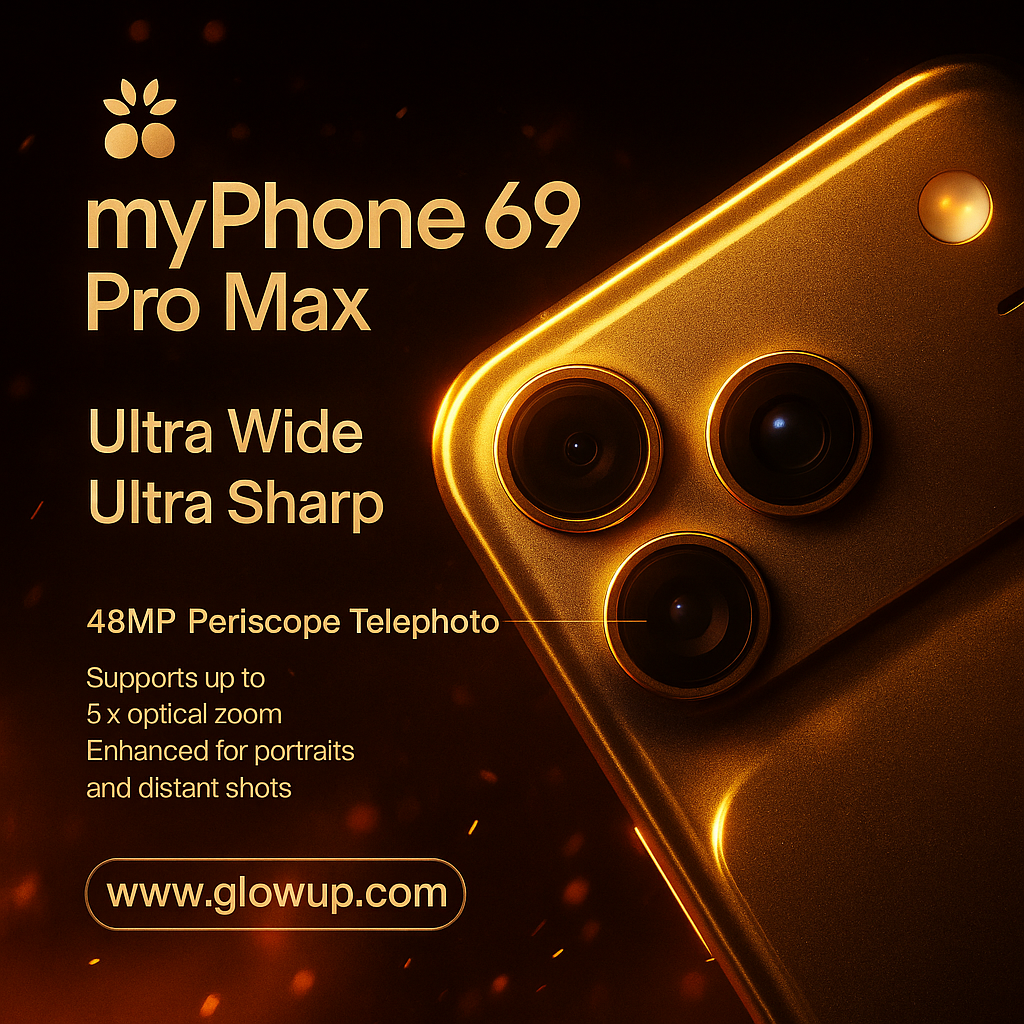 myPhone 69
Pro Max
Ultra Wide
Ultra Sharp
48MP Periscope Telephoto
Supports up to
5 x optical zoom
Enhanced for portraits
and distant shots
www.glowup.com